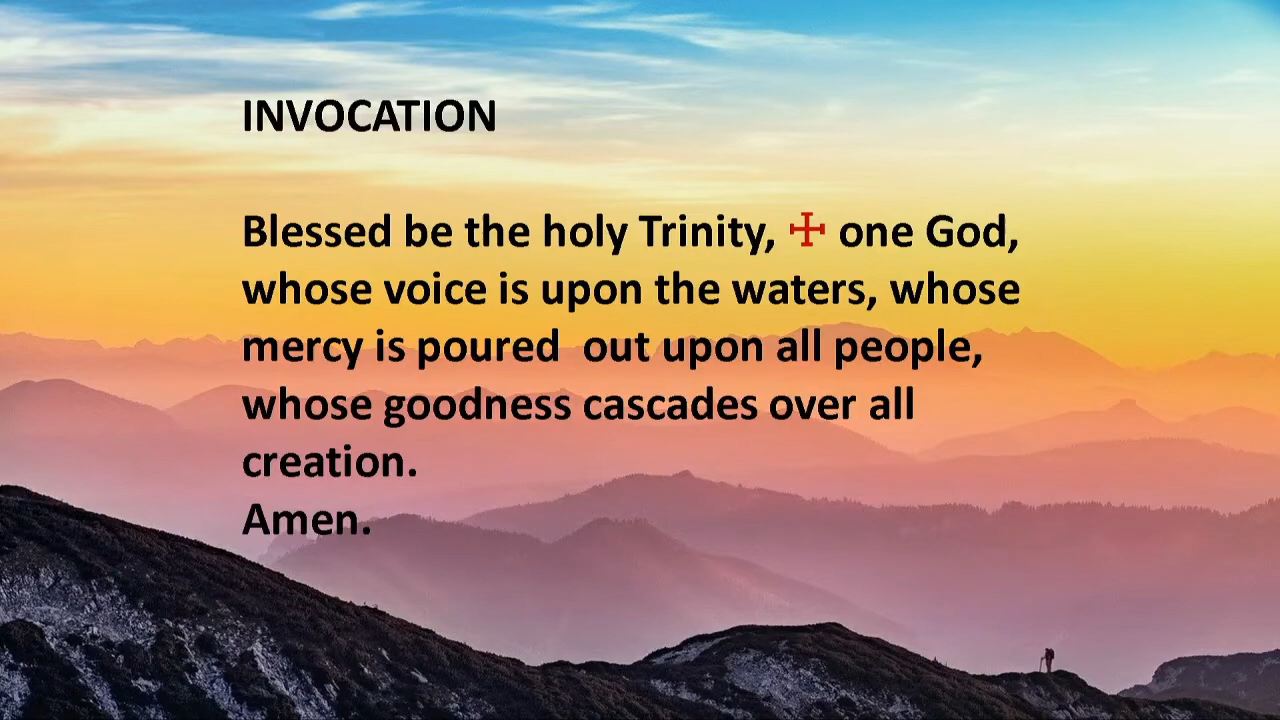 INVOCATION
Blessed be the holy Trinity, ☩ one God,
whose voice is upon the waters, whose
mercy is poured  out upon all people,
whose goodness cascades over all
creation.
Amen.